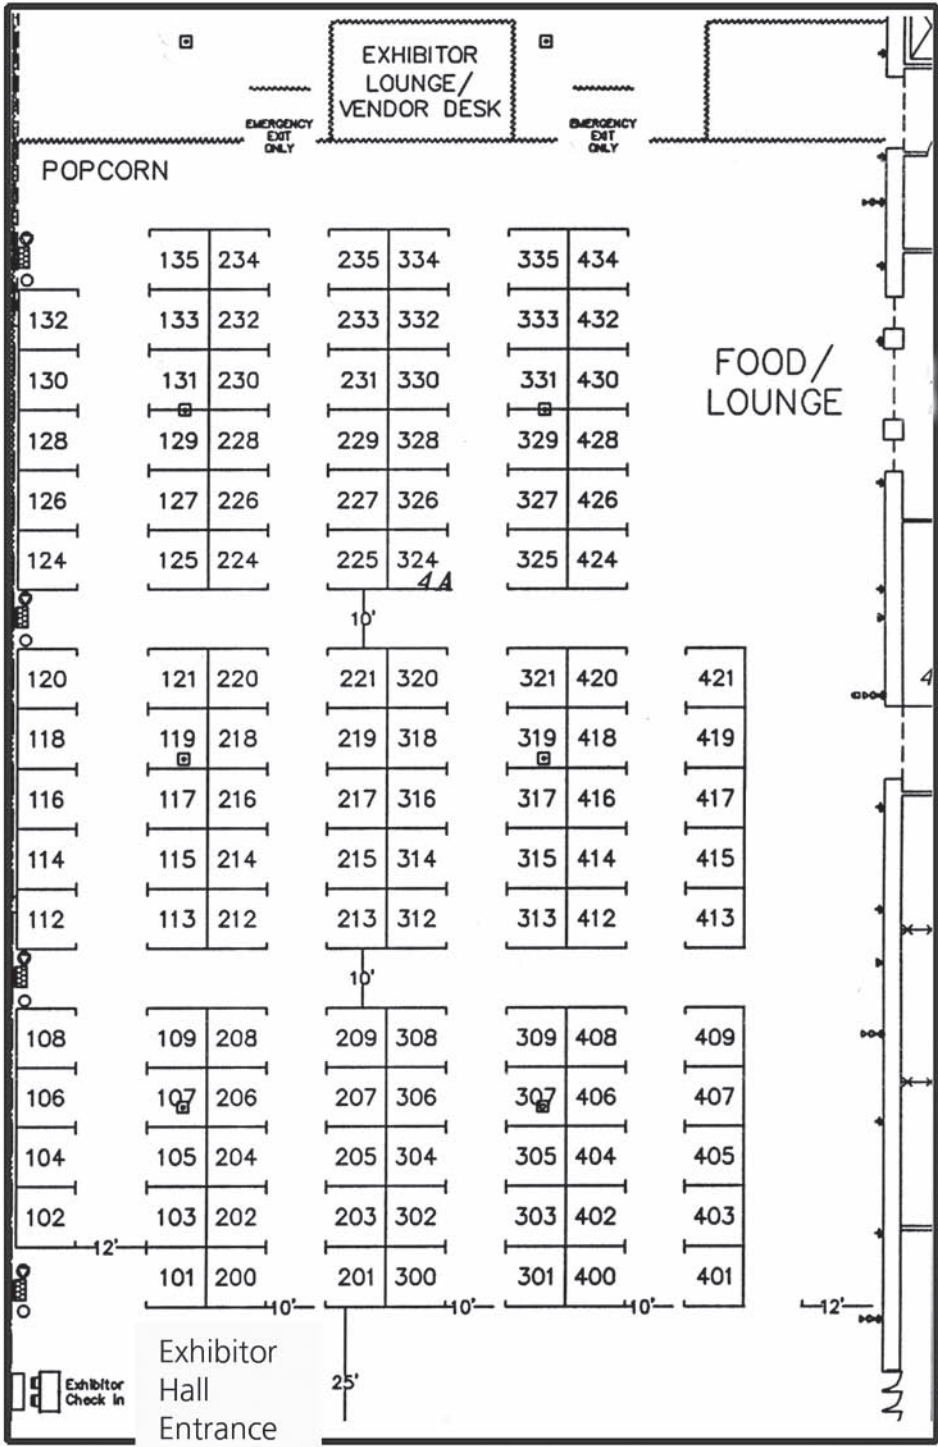 EXHIBITOR
LOUNGE/
VENDOR DESK
EMERGENCY
EXIT
ONLY
EMERGENCY
EXIT
ONLY
POPCORN
135 234 235 334 335 434
132 133 232 233 332 333 432
130 131 230 231 330 331 430
FOOD/
LOUNGE
128 129 228 229 328 329 428
126 127 226 227 326 327 426
124 125 224 225 324 325 424
4A
10'
120 121 220 221 320 321 420 421 4
118 119 218 219 318 319 418 419
116 117 216 217 316 317 416 417
114 115 214 215 314 315 414 415
112 113 212 213 312 313 412 413
10'
108 109 208 209 308 309 408 409
106 107 206 207 306 307 406 407
104 105 204 205 304 305 404 405
102 103 202 203 302 303 402 403
12'
101 200 201 300 301 400 401
10' 10' 10' 12'
Exhibitor
Hall
Entrance
Exhibitor
Check In
25'